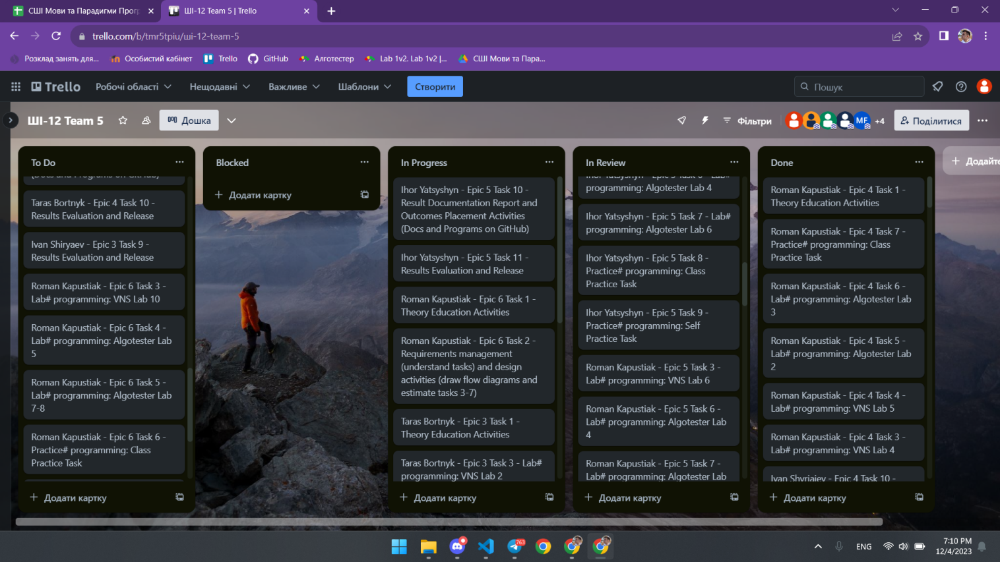 СШІ Мови та Парадигми Прогр
ШІ-12 Team 5 | Trello
trello.com/b/tmr5tpiu/ші-12-team-5
Розклад занять для...
Особистий кабінет
Trello
GitHub
Алготестер
Lab 1v2. Lab 1v2 |...
СШІ Мови та Пара...
Trello
Робочі області
Нещодавні
Важливе
Шаблони
Створити
Пошук
ШІ-12 Team 5
Дошка
Фільтри
MF
+4
Поділитися
To Do
(Docs and Programs on GitHub)
Taras Bortnyk - Epic 4 Task 10 -
Results Evaluation and Release
Ivan Shiryaev - Epic 3 Task 9 -
Results Evaluation and Release
Roman Kapustiak - Epic 6 Task 3 -
Lab# programming: VNS Lab 10
Roman Kapustiak - Epic 6 Task 4 -
Lab# programming: Algotester Lab
5
Roman Kapustiak - Epic 6 Task 5 -
Lab# programming: Algotester Lab
7-8
Roman Kapustiak - Epic 6 Task 6 -
Practice# programming: Class
Practice Task
Додати картку
Blocked
Додати картку
In Progress
Ihor Yatsyshyn - Epic 5 Task 10 -
Result Documentation Report and
Outcomes Placement Activities
(Docs and Programs on GitHub)
Ihor Yatsyshyn - Epic 5 Task 11 -
Results Evaluation and Release
Roman Kapustiak - Epic 6 Task 1 -
Theory Education Activities
Roman Kapustiak - Epic 6 Task 2 -
Requirements management
(understand tasks) and design
activities (draw flow diagrams and
estimate tasks 3-7)
Taras Bortnyk - Epic 3 Task 1 -
Theory Education Activities
Taras Bortnyk - Epic 3 Task 3 - Lab#
programming: VNS Lab 2
Додати картку
In Review
Ihor Yatsyshyn - Epic 5 Task 6 - Lab#
programming: Algotester Lab 4
Ihor Yatsyshyn - Epic 5 Task 7 - Lab#
programming: Algotester Lab 6
Ihor Yatsyshyn - Epic 5 Task 8 -
Practice# programming: Class
Practice Task
Ihor Yatsyshyn - Epic 5 Task 9 -
Practice# programming: Self
Practice Task
Roman Kapustiak - Epic 5 Task 3 -
Lab# programming: VNS Lab 6
Roman Kapustiak - Epic 5 Task 6 -
Lab# programming: Algotester Lab
4
Roman Kapustiak - Epic 5 Task 7 -
Lab# programming: Algotester Lab
Додати картку
Done
Roman Kapustiak - Epic 4 Task 1 -
Theory Education Activities
Roman Kapustiak - Epic 4 Task 7 -
Practice# programming: Class
Practice Task
Roman Kapustiak - Epic 4 Task 6 -
Lab# programming: Algotester Lab
3
Roman Kapustiak - Epic 4 Task 5 -
Lab# programming: Algotester Lab
2
Roman Kapustiak - Epic 4 Task 4 -
Lab# programming: VNS Lab 5
Roman Kapustiak - Epic 4 Task 3 -
Lab# programming: VNS Lab 4
Ivan Shyriaiev - Epic 4 Task 10 -
Додати картку
Додайте
763
ENG
7:10 PM
12/4/2023